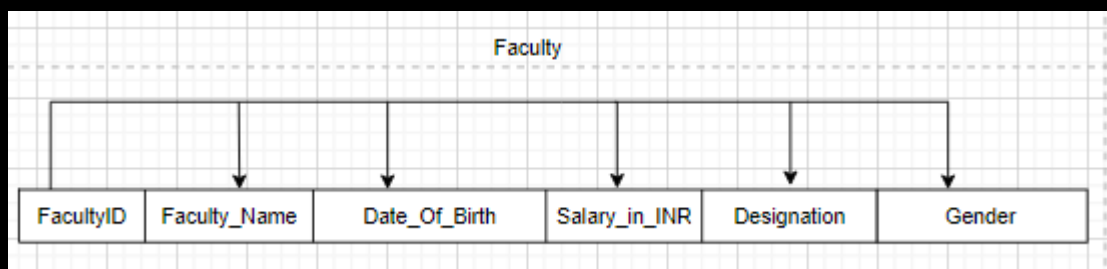 Faculty
FacultyID Faculty_Name Date_Of_Birth Salary_in_INR Designation Gender